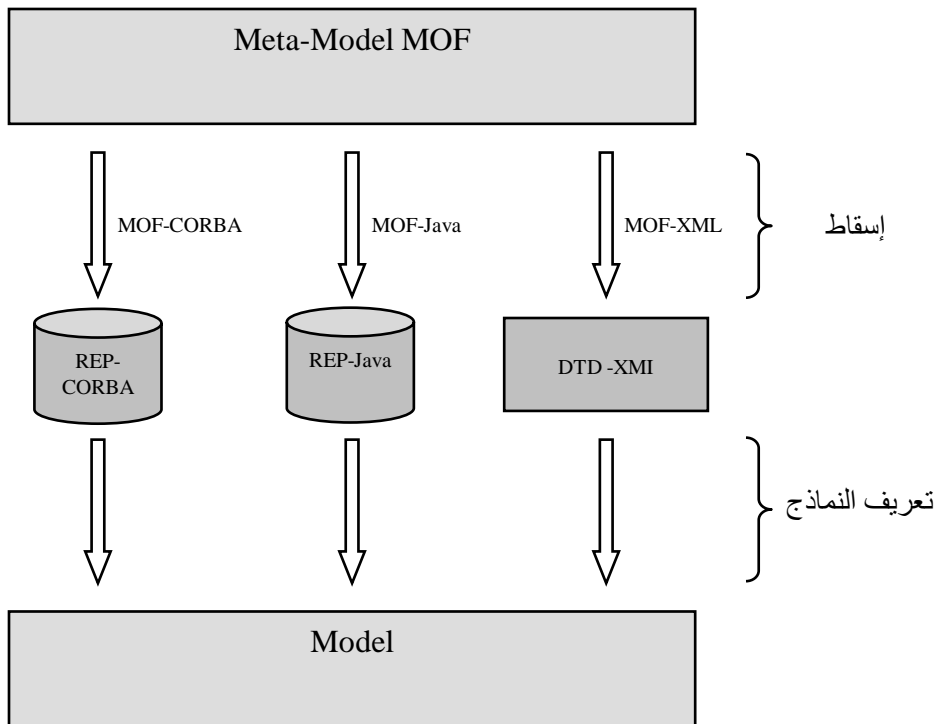 Meta-Model MOF
MOF-CORBA
MOF-Java
MOF-XML
إسقاط
REP-
CORBA
REP-Java
DTD -XMI
تعريف النماذج
Model